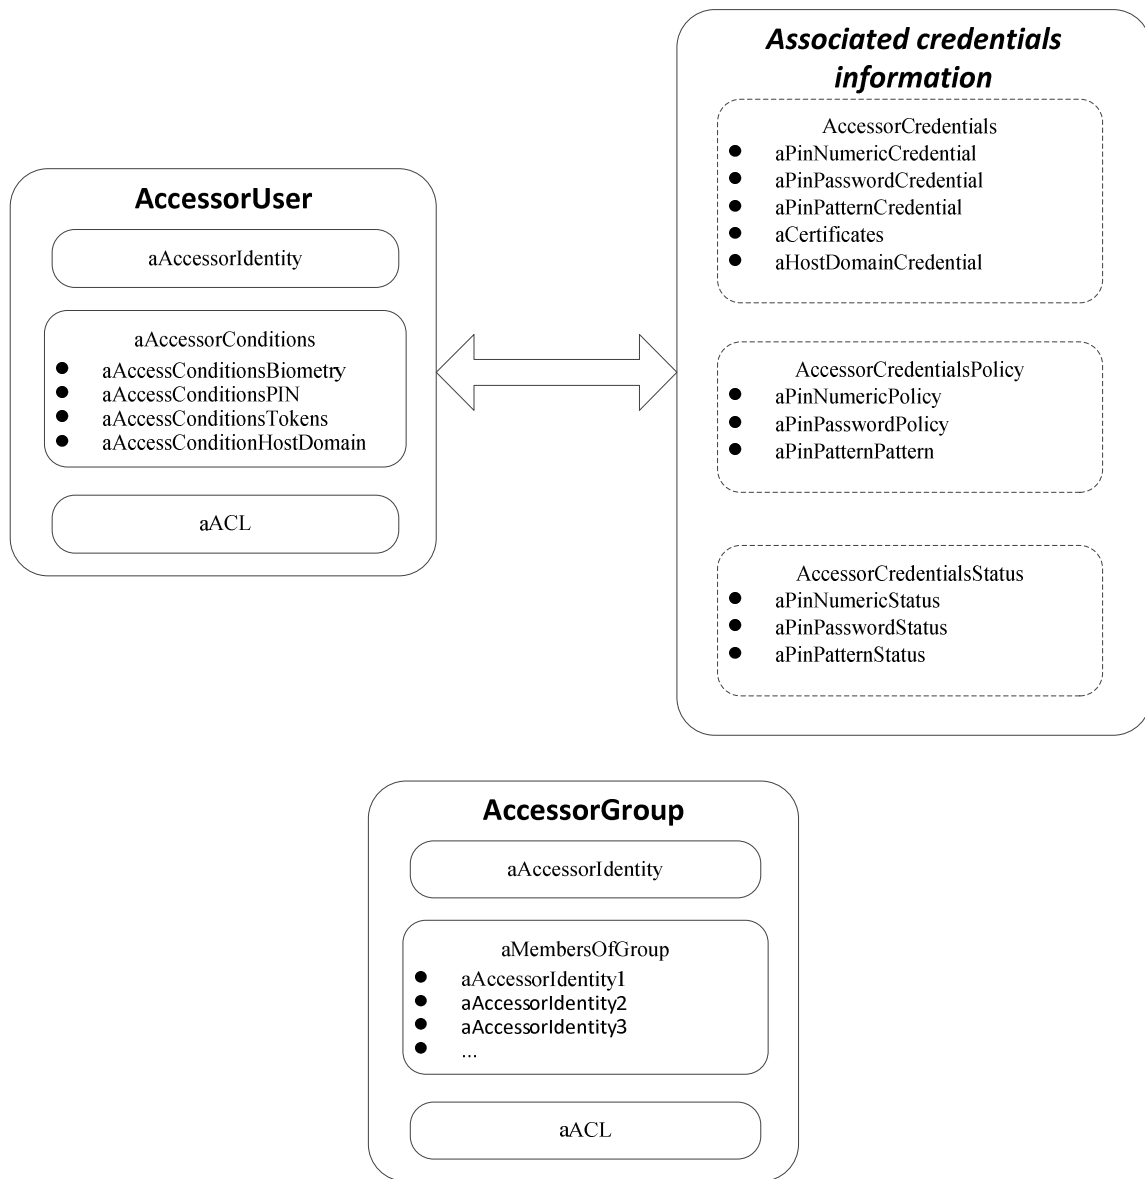 AccessorUser
aAccessorIdentity
aAccessorConditions
● aAccessConditionsBiometry
● aAccessConditionsPIN
● aAccessConditionsTokens
● aAccessConditionHostDomain
aACL
Associated credentials
information
AccessorCredentials
● aPinNumericCredential
● aPinPasswordCredential
● aPinPatternCredential
● aCertificates
● aHostDomainCredential
AccessorCredentialsPolicy
● aPinNumericPolicy
● aPinPasswordPolicy
● aPinPatternPattern
AccessorCredentialsStatus
● aPinNumericStatus
● aPinPasswordStatus
● aPinPatternStatus
AccessorGroup
aAccessorIdentity
aMembersOfGroup
● aAccessorIdentity1
● aAccessorIdentity2
● aAccessorIdentity3
● ...
aACL